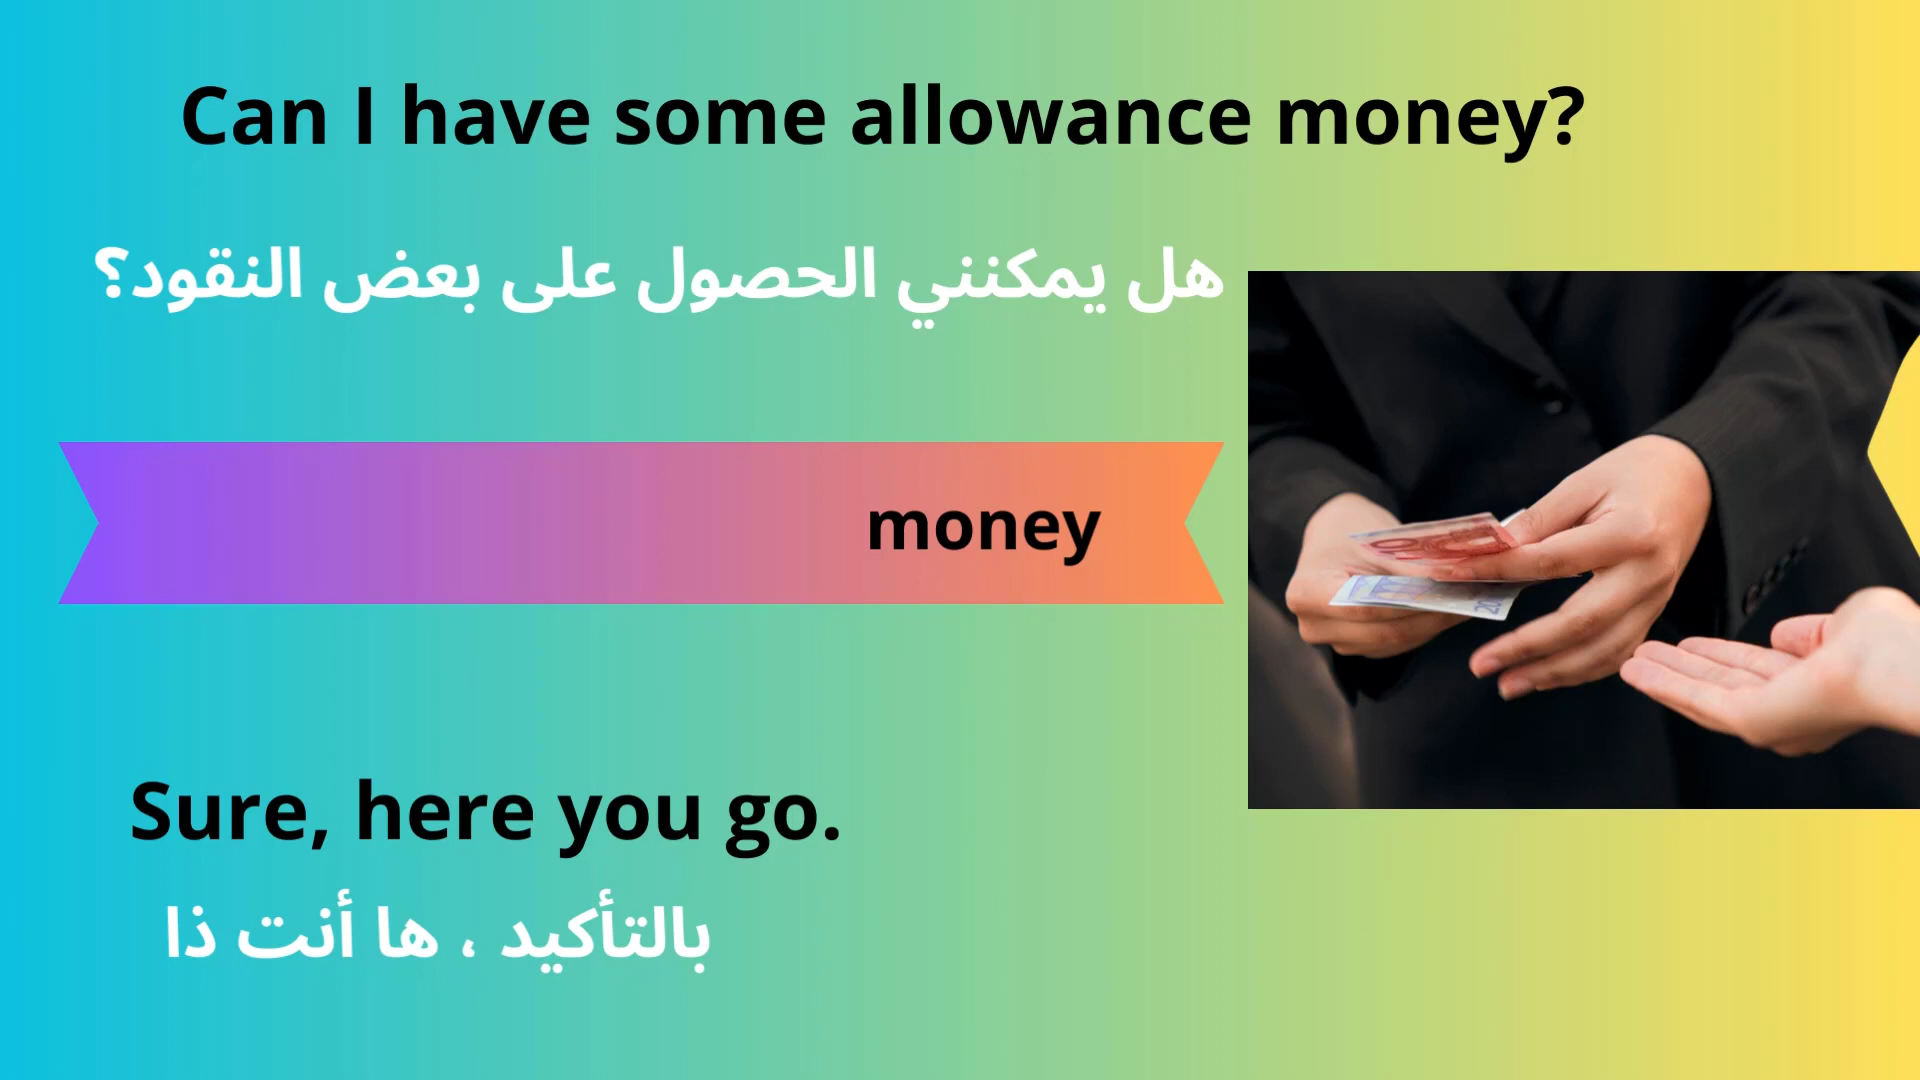 Can I have some allowance money?
هل يمكنني الحصول على بعض النقود؟
money
Sure, here you go.
بالتأكيد ، ها أنت ذا